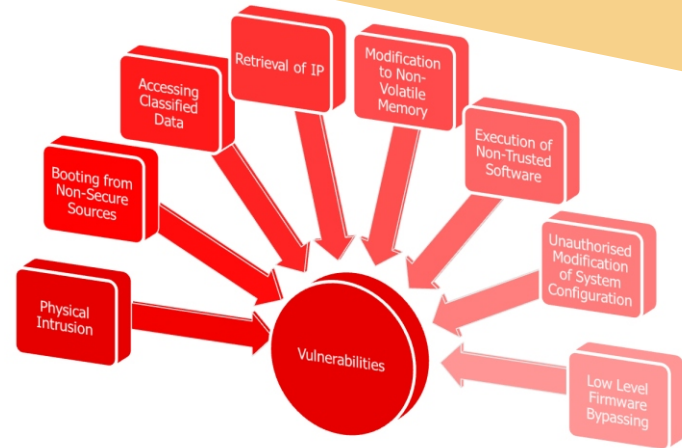 Physical
Intrusion
Booting from
Non-Secure
Sources
Accessing
Classified
Data
Retrieval of IP
Modification
to Non-
Volatile
Memory
Execution of
Non-Trusted
Software
Unauthorised
Modification
of System
Configuration
Low Level
Firmware
Bypassing
Vulnerabilities